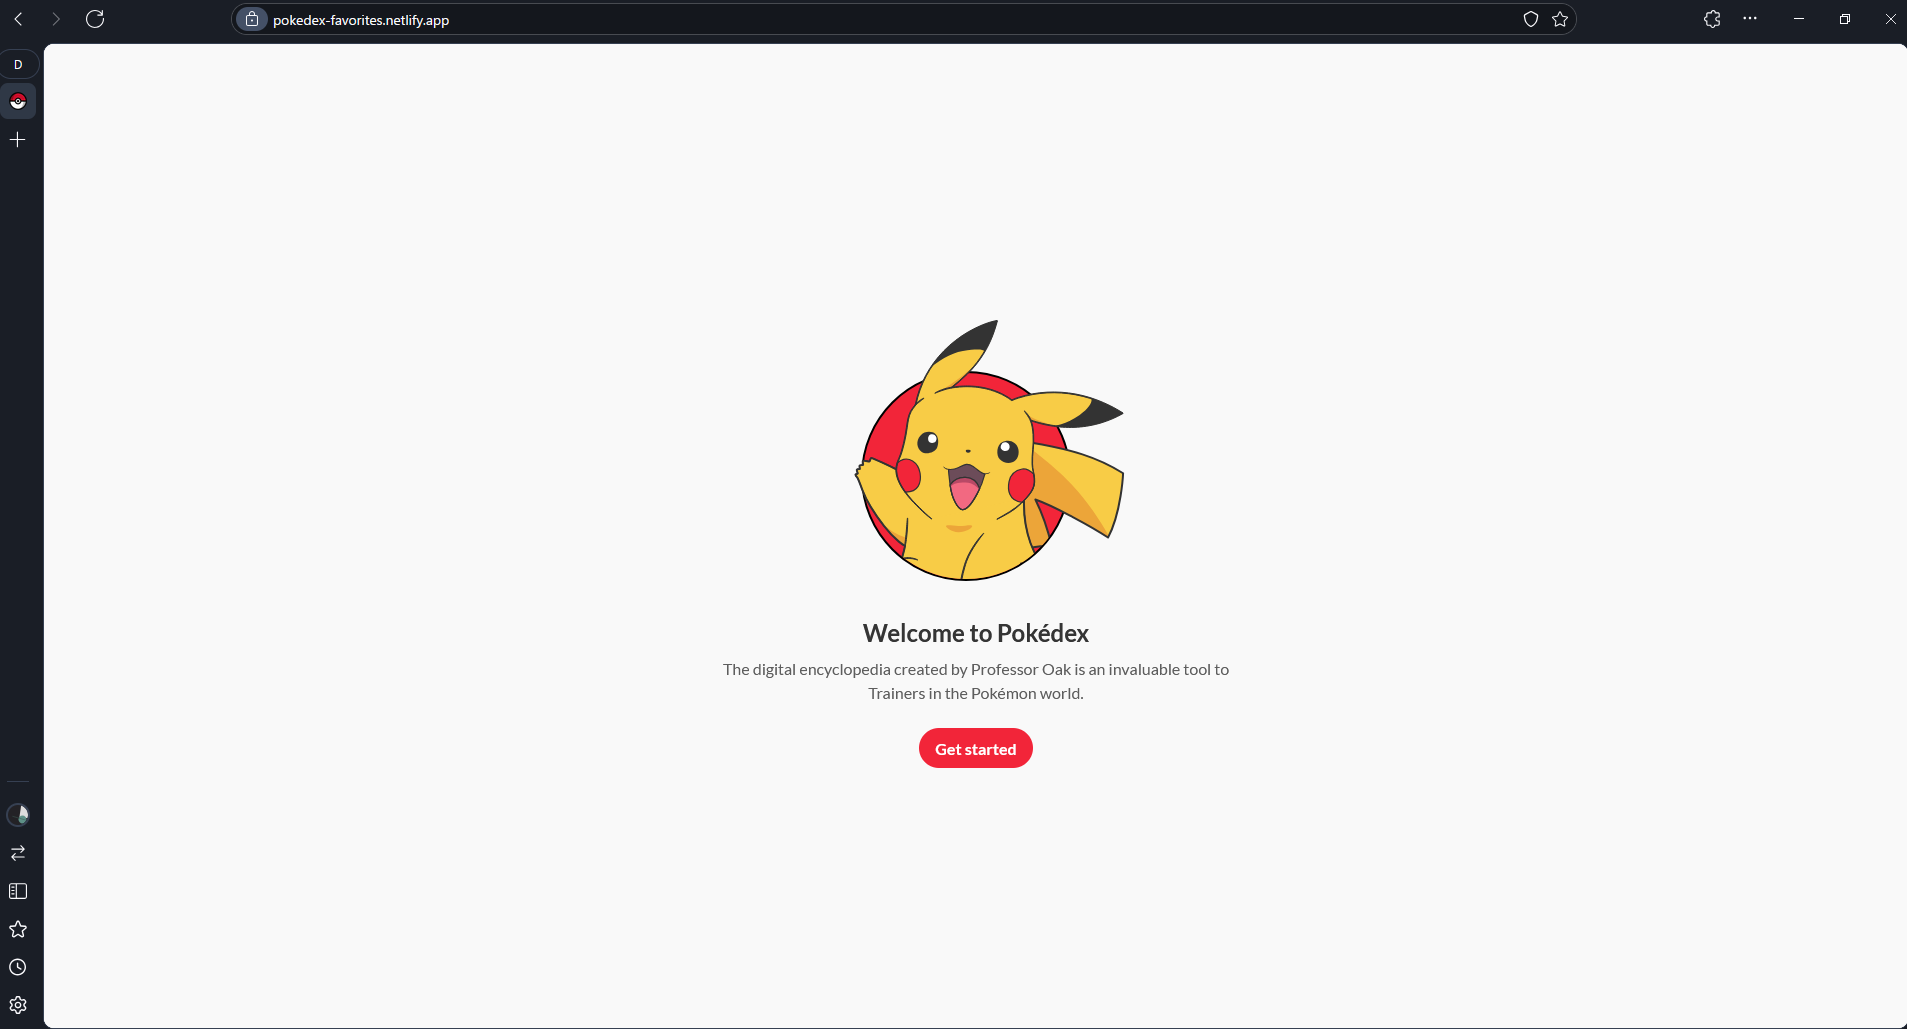 pokedex-favorites.netlify.app
D
Welcome to Pokédex
The digital encyclopedia created by Professor Oak is an invaluable tool to
Trainers in the Pokémon world.
Get started